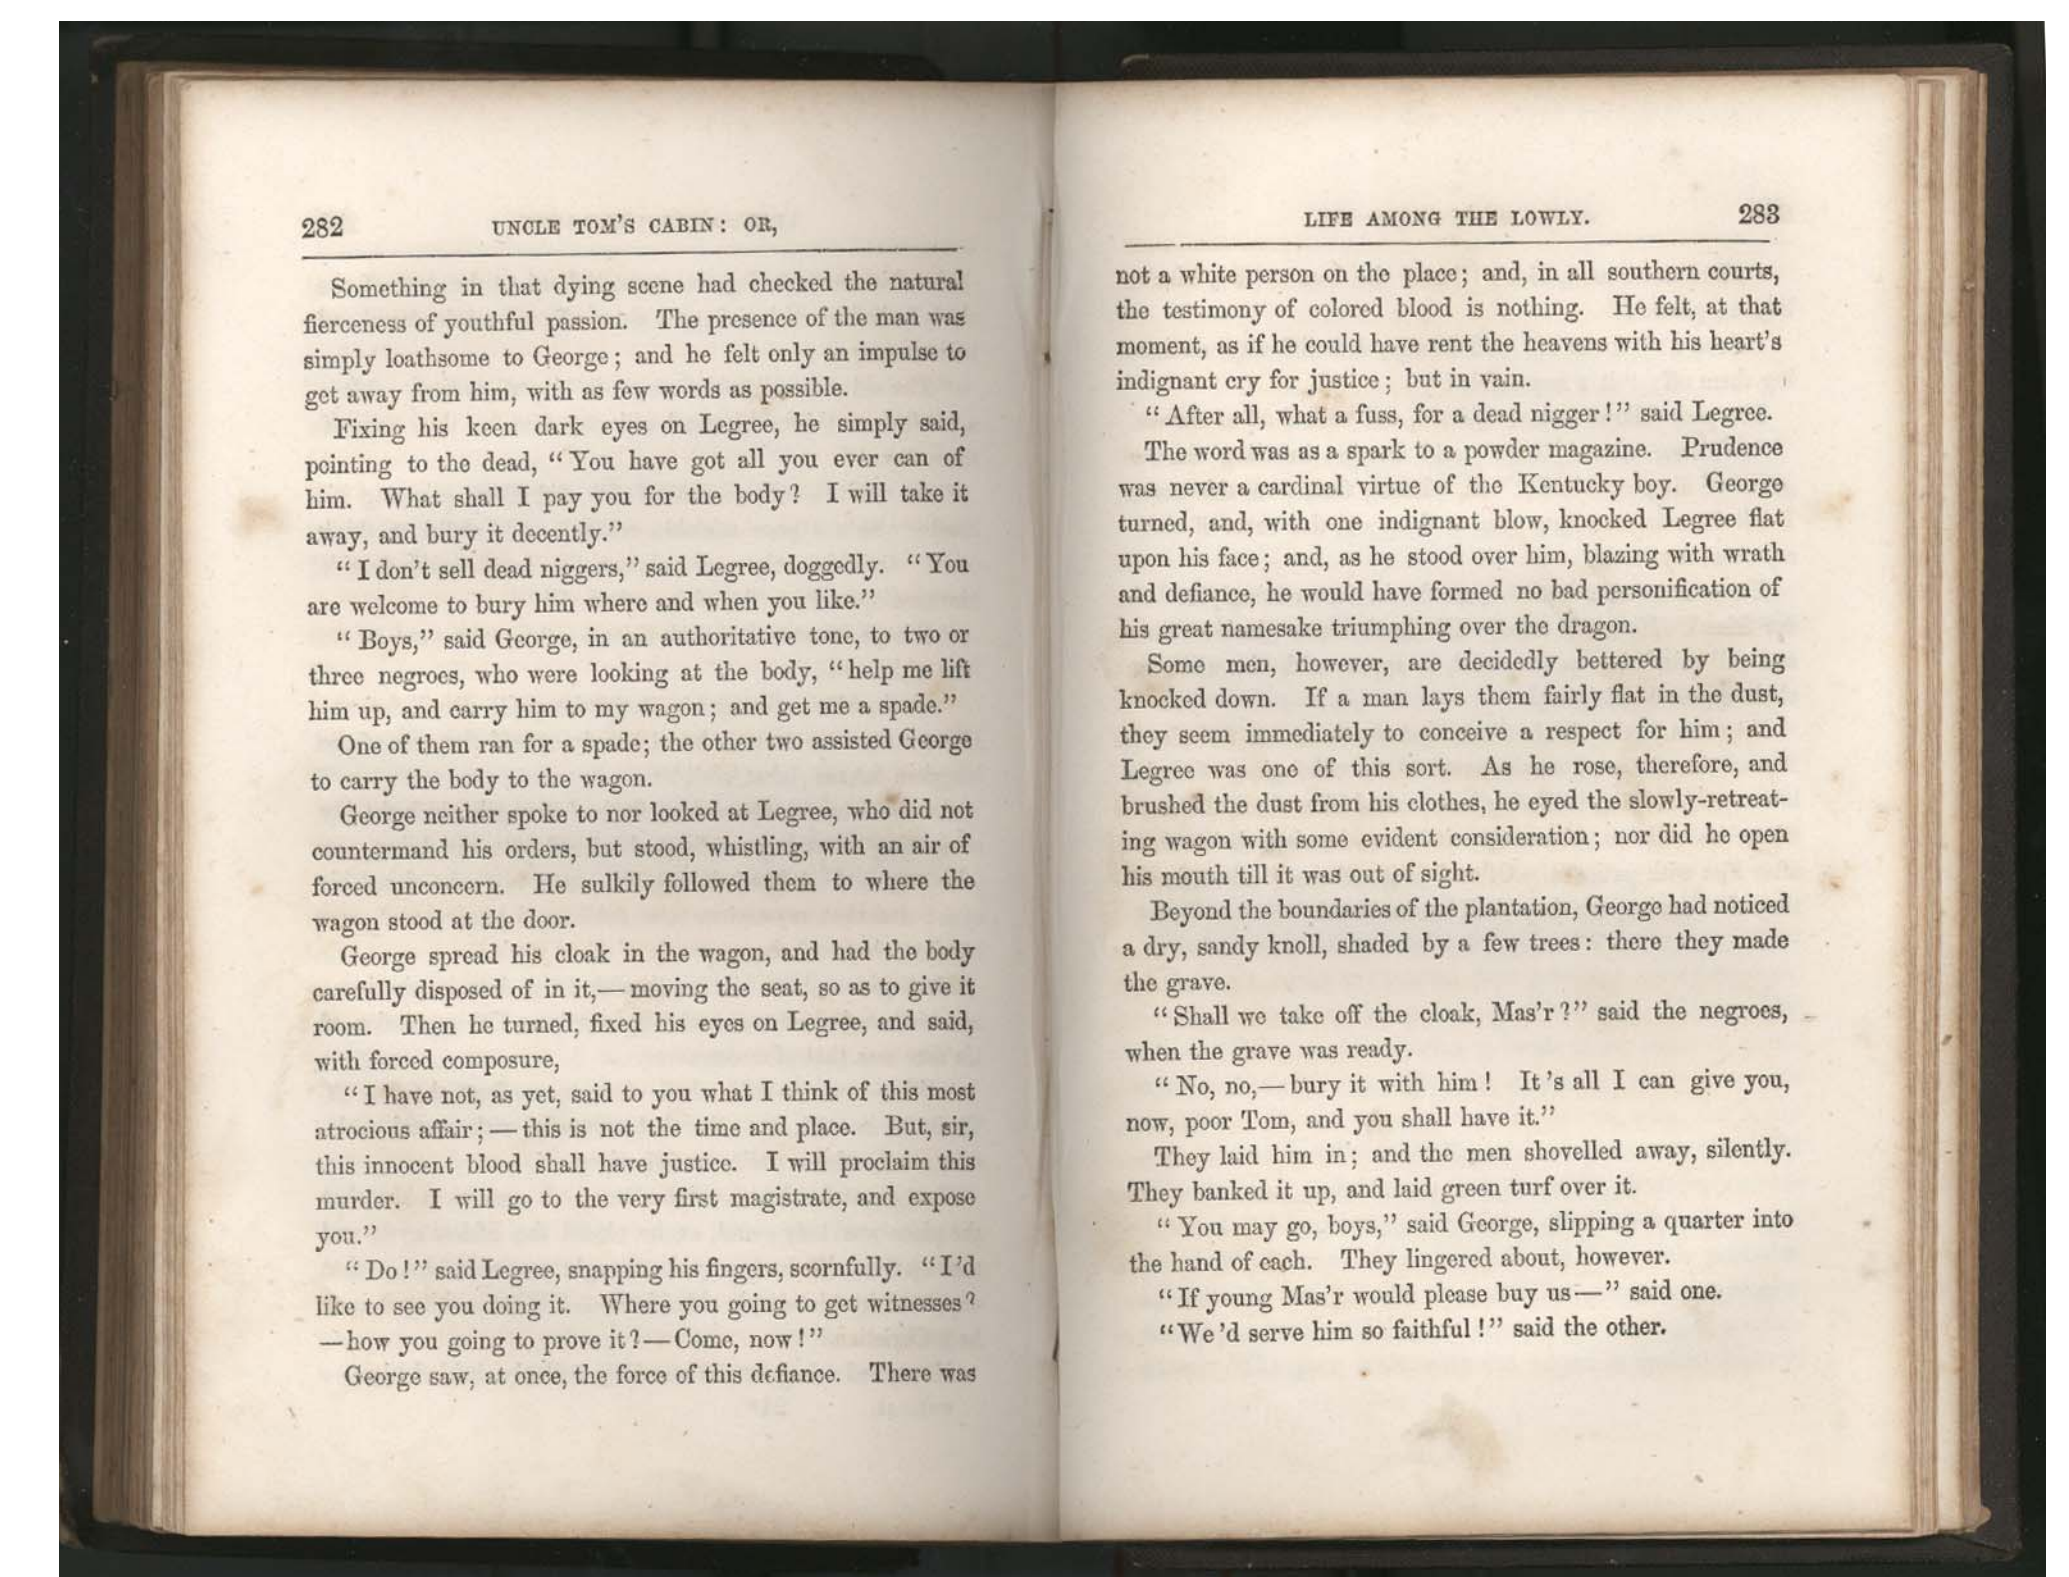 282 UNCLE TOM'S CABIN: OR,
Something in that dying scene had checked the natural
fierceness of youthful passion. The presence of the man was
simply loathsome to George; and he felt only an impulse to
get away from him, with as few words as possible.
Fixing his keen dark eyes on Legree, he simply said,
pointing to the dead, "You have got all you ever can of
him. What shall I pay you for the body? I will take it
away, and bury it decently."
"I don't sell dead niggers," said Legree, doggedly. "You
are welcome to bury him where and when you like."
"Boys," said George, in an authoritative tone, to two or
three negroes, who were looking at the body, "help me lift
him up, and carry him to my wagon; and get me a spade."
One of them ran for a spade; the other two assisted George
to carry the body to the wagon.
George neither spoke to nor looked at Legree, who did not
countermand his orders, but stood, whistling, with an air of
forced unconcern. He sulkily followed them to where the
wagon stood at the door.
George spread his cloak in the wagon, and had the body
carefully disposed of in it,—moving the seat, so as to give it
room. Then he turned, fixed his eyes on Legree, and said,
with forced composure,
"I have not, as yet, said to you what I think of this most
atrocious affair;—this is not the time and place. But, sir,
this innocent blood shall have justice. I will proclaim this
murder. I will go to the very first magistrate, and expose
you."
"Do!" said Legree, snapping his fingers, scornfully. "I'd
like to see you doing it. Where you going to get witnesses?
—how you going to prove it?—Come, now!"
George saw, at once, the force of this defiance. There was
LIFE AMONG THE LOWLY. 283
not a white person on the place; and, in all southern courts,
the testimony of colored blood is nothing. He felt, at that
moment, as if he could have rent the heavens with his heart's
indignant cry for justice; but in vain.
"After all, what a fuss, for a dead nigger!" said Legree.
The word was as a spark to a powder magazine. Prudence
was never a cardinal virtue of the Kentucky boy. George
turned, and, with one indignant blow, knocked Legree flat
upon his face; and, as he stood over him, blazing with wrath
and defiance, he would have formed no bad personification of
his great namesake triumphing over the dragon.
Some men, however, are decidedly bettered by being
knocked down. If a man lays them fairly flat in the dust,
they seem immediately to conceive a respect for him; and
Legree was one of this sort. As he rose, therefore, and
brushed the dust from his clothes, he eyed the slowly-retreat-
ing wagon with some evident consideration; nor did he open
his mouth till it was out of sight.
Beyond the boundaries of the plantation, George had noticed
a dry, sandy knoll, shaded by a few trees: there they made
the grave.
"Shall we take off the cloak, Mas'r?" said the negroes,
when the grave was ready.
"No, no,—bury it with him! It's all I can give you,
now, poor Tom, and you shall have it."
They laid him in; and the men shovelled away, silently.
They banked it up, and laid green turf over it.
"You may go, boys," said George, slipping a quarter into
the hand of each. They lingered about, however.
"If young Mas'r would please buy us—" said one.
"We'd serve him so faithful!" said the other.